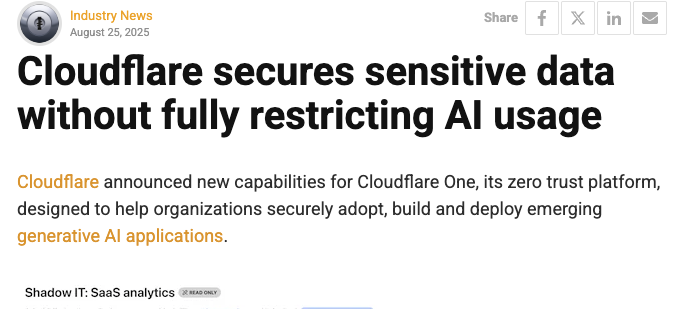 Industry News
August 25, 2025
Share
Cloudflare secures sensitive data
without fully restricting AI usage
Cloudflare announced new capabilities for Cloudflare One, its zero trust platform,
designed to help organizations securely adopt, build and deploy emerging
generative AI applications.
Shadow IT: SaaS analytics READ ONLY